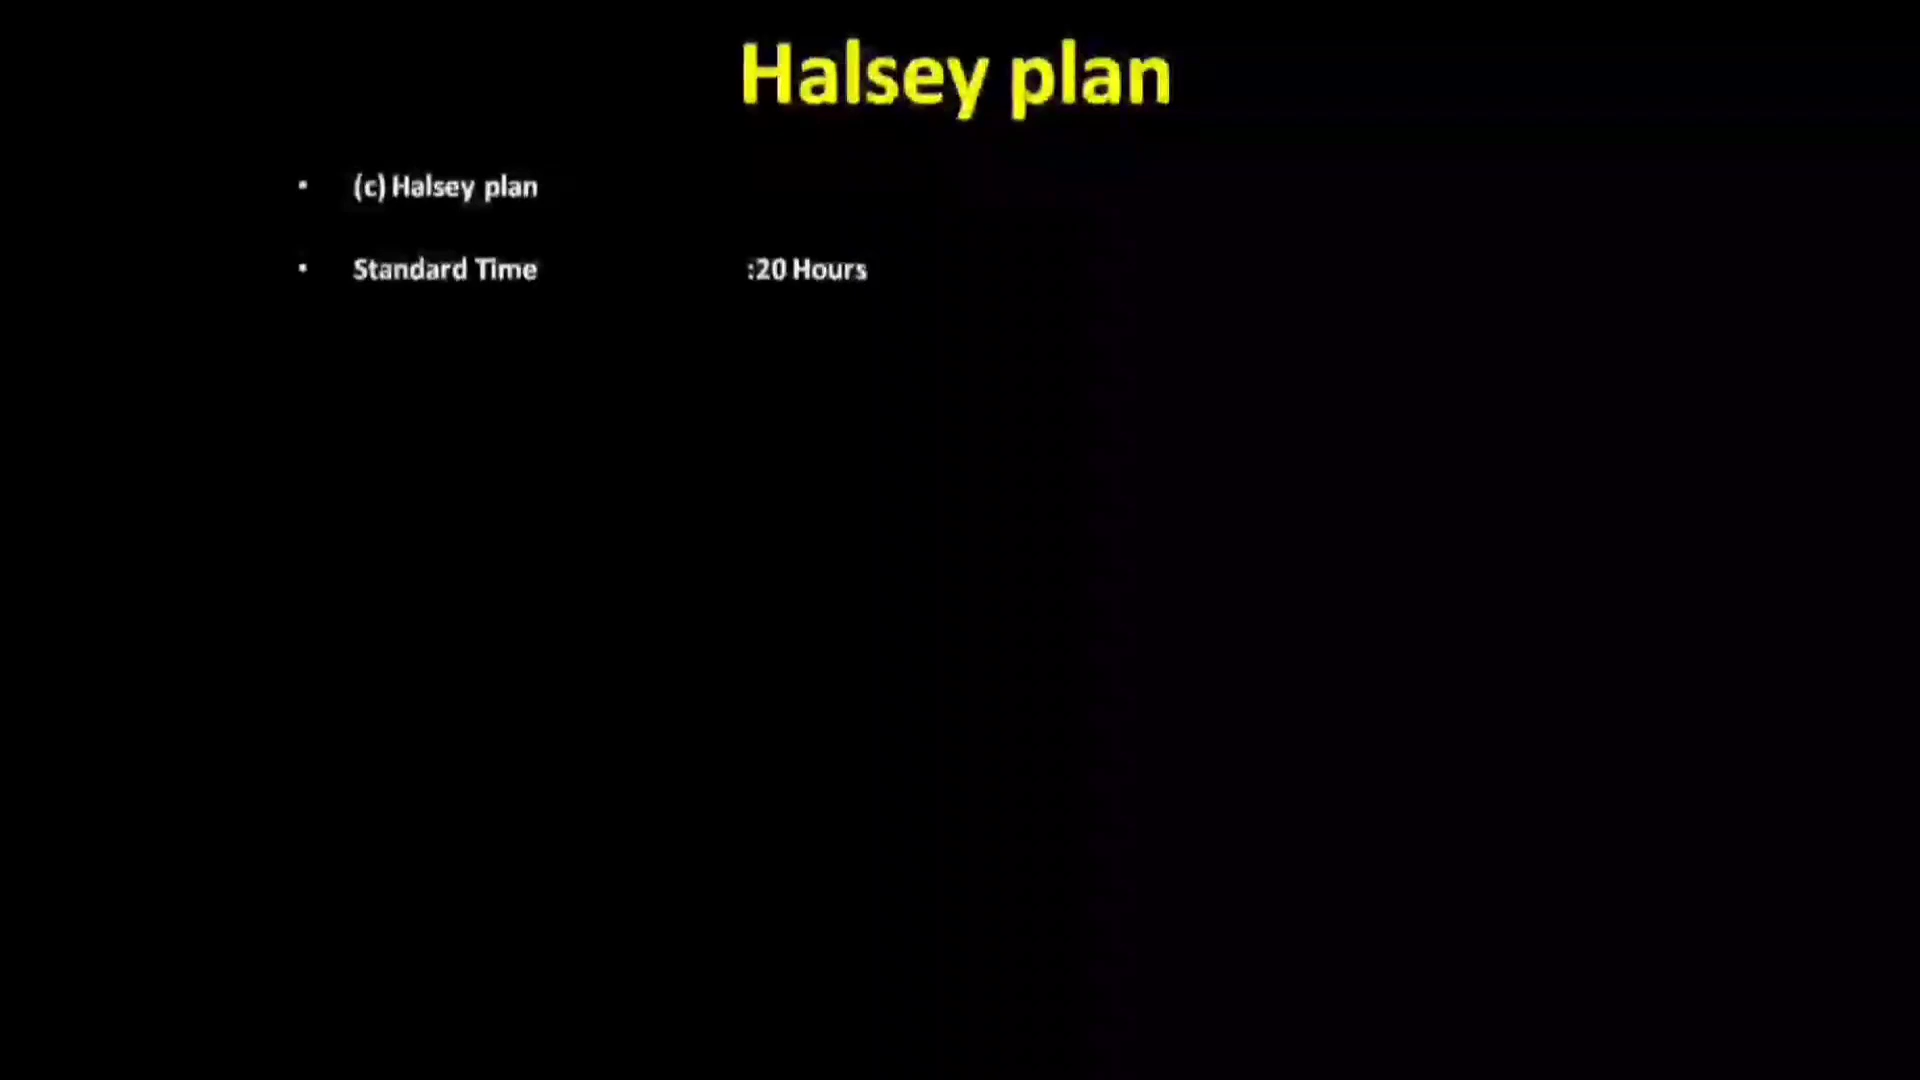 Halsey plan
• (c) Halsey plan
• Standard Time :20 Hours